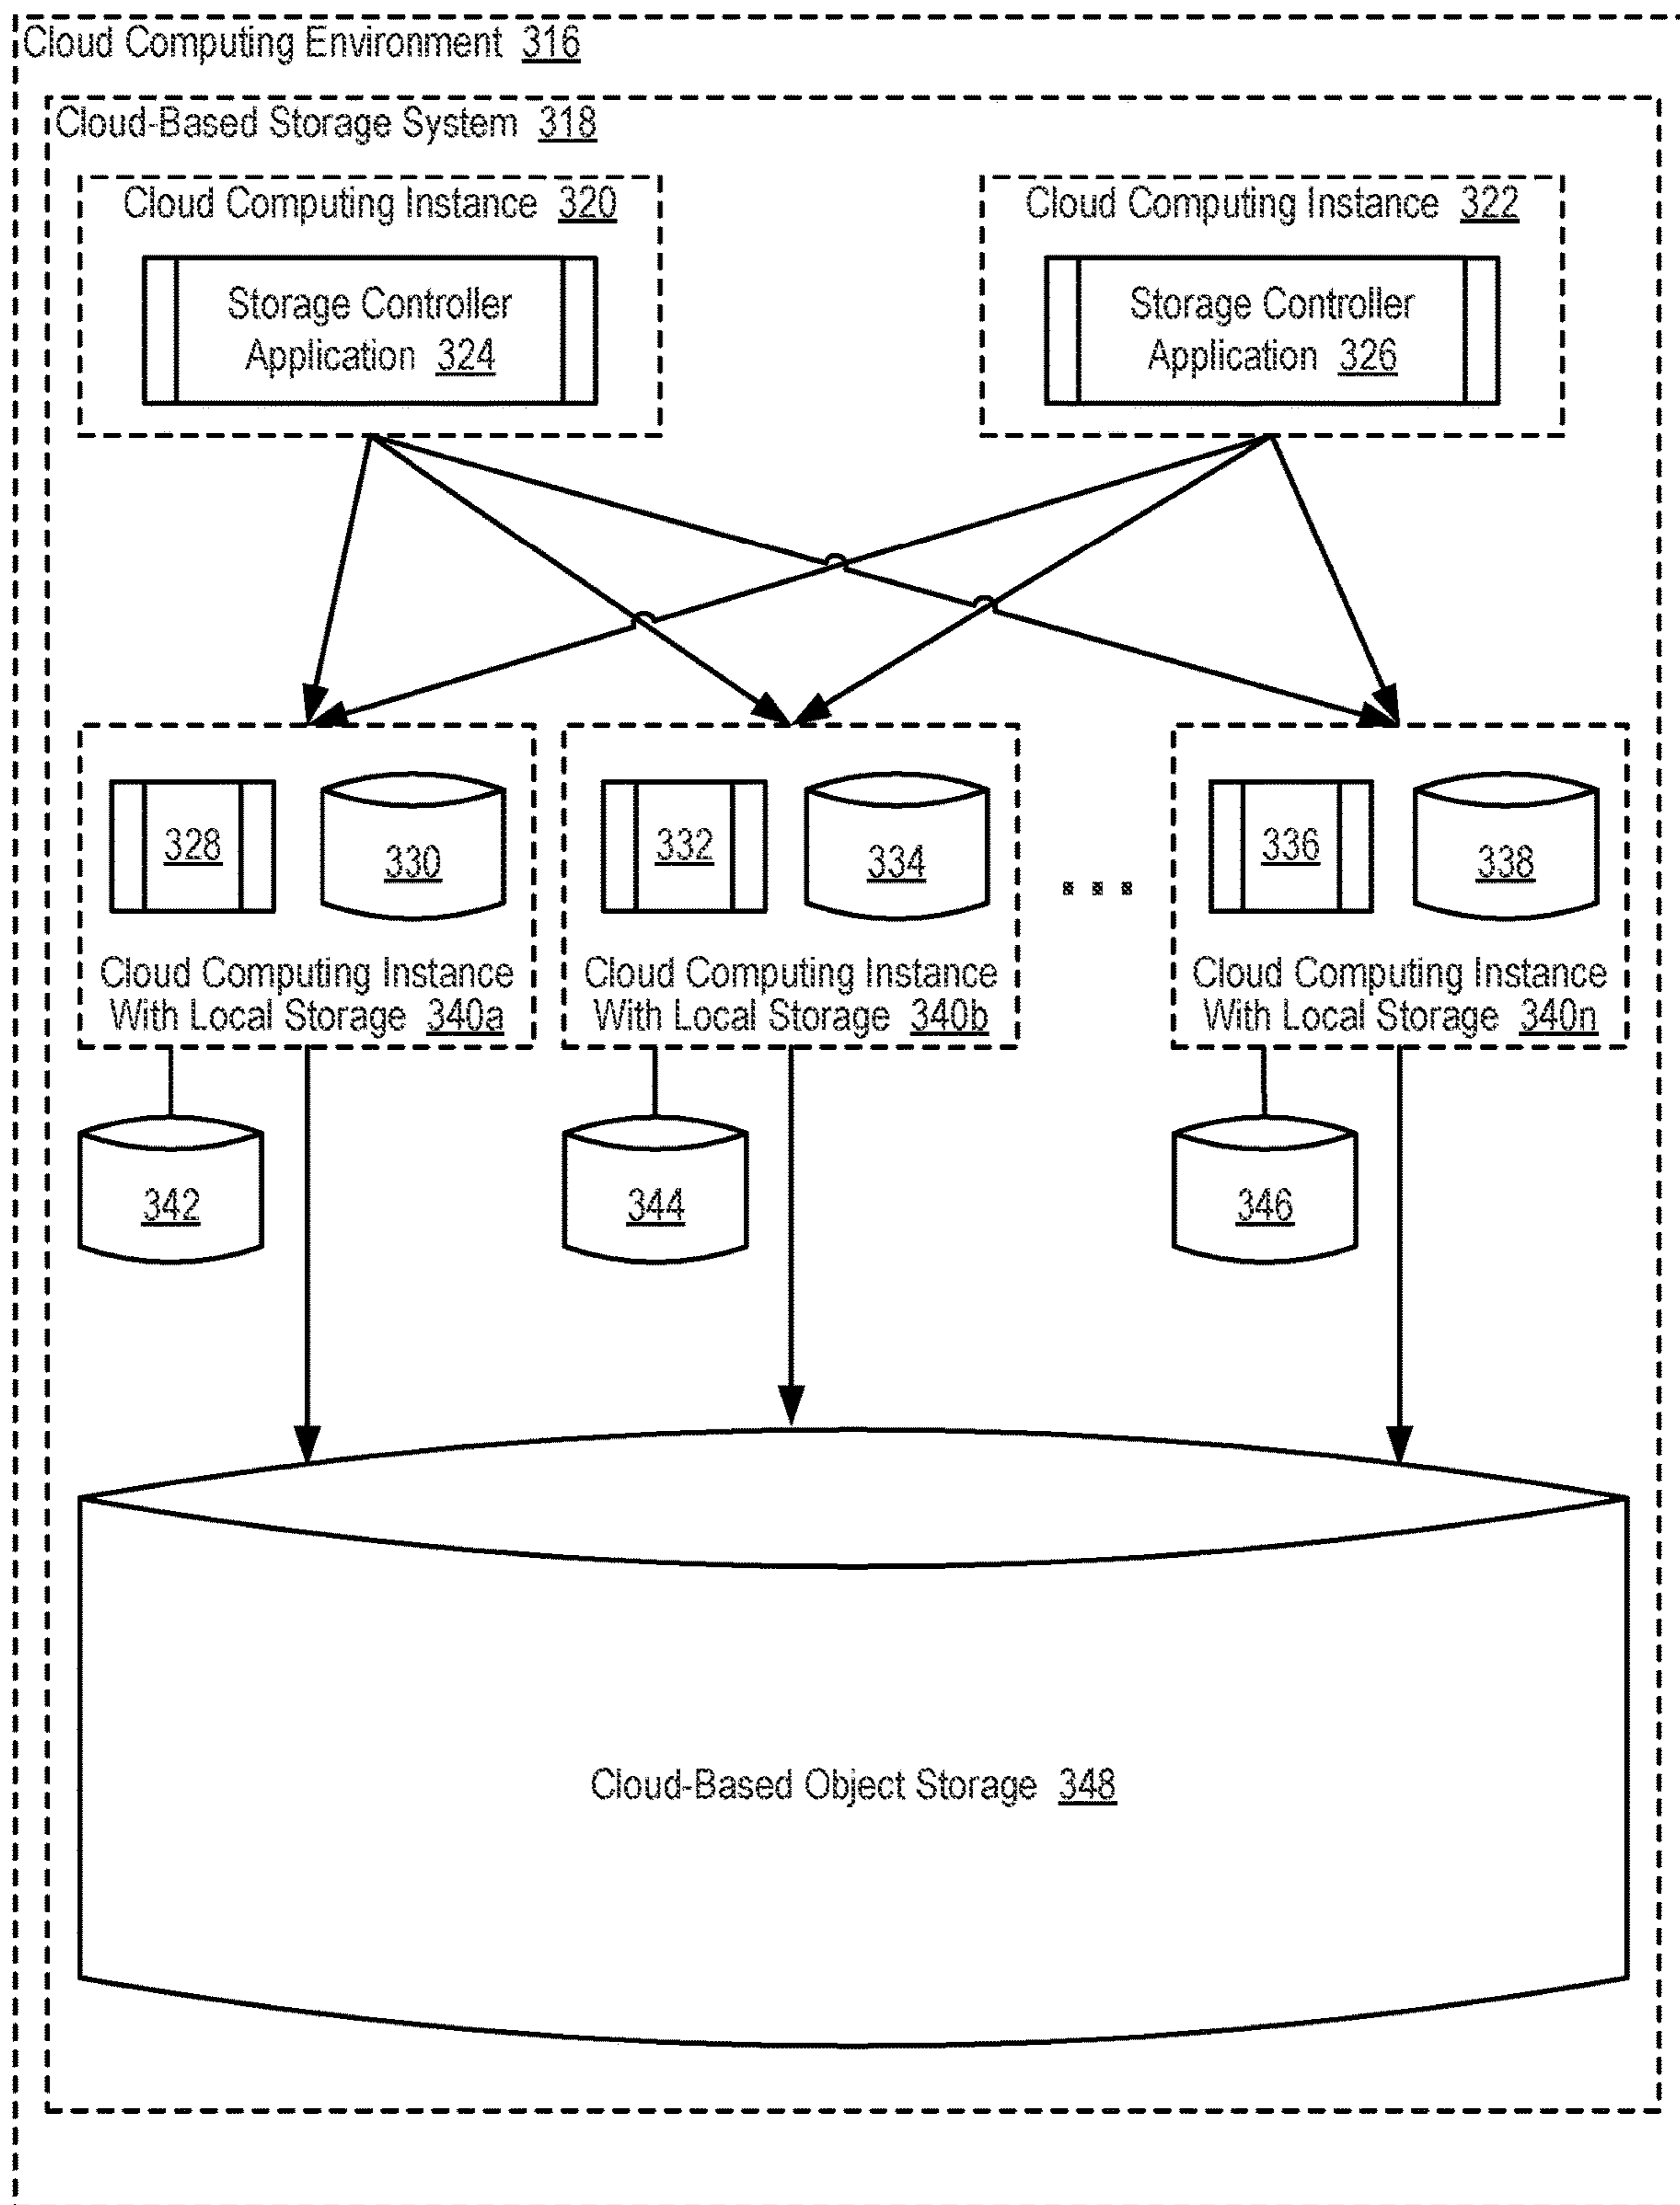 Cloud Computing Environment 316
Cloud-Based Storage System 318
Cloud Computing Instance 320
Storage Controller
Application 324
Cloud Computing Instance 322
Storage Controller
Application 326
328
330
Cloud Computing Instance
With Local Storage 340a
332
334
Cloud Computing Instance
With Local Storage 340b
...
336
338
Cloud Computing Instance
With Local Storage 340n
342
344
346
Cloud-Based Object Storage 348